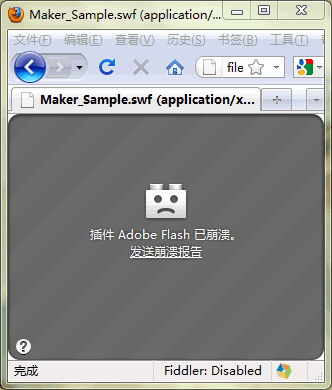 Maker_Sample.swf (application/...
文件(F) 编辑(E) 查看(V) 历史(S) 书签(B) 工具(T)
file
Maker_Sample.swf (application/x...
插件 Adobe Flash 已崩溃。
发送崩溃报告
?
完成
Fiddler: Disabled